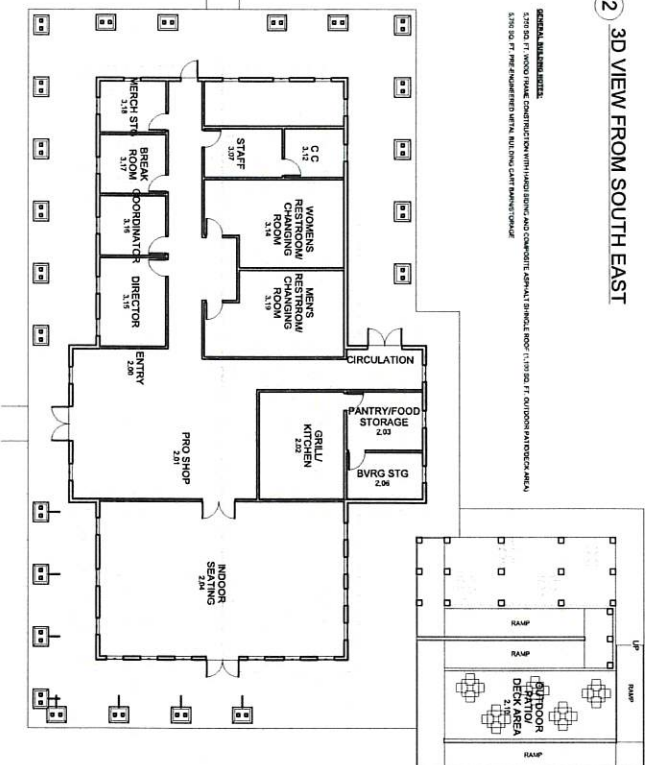 2 3D VIEW FROM SOUTH EAST
GENERAL BUILDING NOTES:
5,750 SQ. FT. WOOD FRAME CONSTRUCTION WITH HARDI SIDING AND COMPOSITE ASPHALT SHINGLE ROOF (1,100 SQ. FT. OUTDOOR PATIO/DECK AREA)
5,750 SQ. FT. PRE-ENGINEERED METAL BUILDING CART BARN/STORAGE
MERCH STG
3.18
BREAK
ROOM
3.17
COORDINATOR
3.16
DIRECTOR
3.15
STAFF
3.07
C C
3.12
WOMENS
RESTROOM/
CHANGING
ROOM
3.14
MEN'S
RESTRROM/
CHANGING
ROOM
3.19
CIRCULATION
ENTRY
2.00
PRO SHOP
2.01
GRILL/
KITCHEN
2.02
PANTRY/FOOD
STORAGE
2.03
BVRG STG
2.06
INDOOR
SEATING
2.04
RAMP
RAMP
UP
RAMP
OUTDOOR
PATIO/
DECK AREA
RAMP